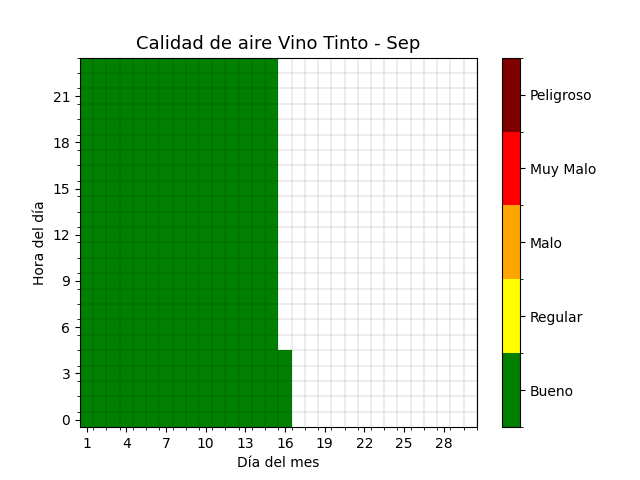 Calidad de aire Vino Tinto - Sep
Hora del día
21
18
15
12
9
6
3
0
1 4 7 10 13 16 19 22 25 28
Día del mes
Peligroso
Muy Malo
Malo
Regular
Bueno